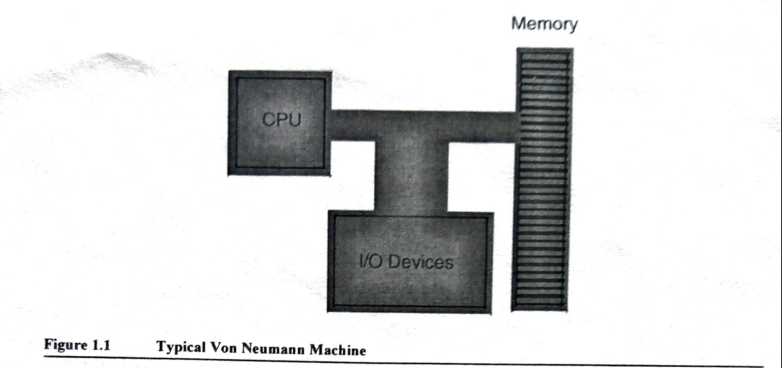 Memory
CPU
I/O Devices
Figure 1.1 Typical Von Neumann Machine